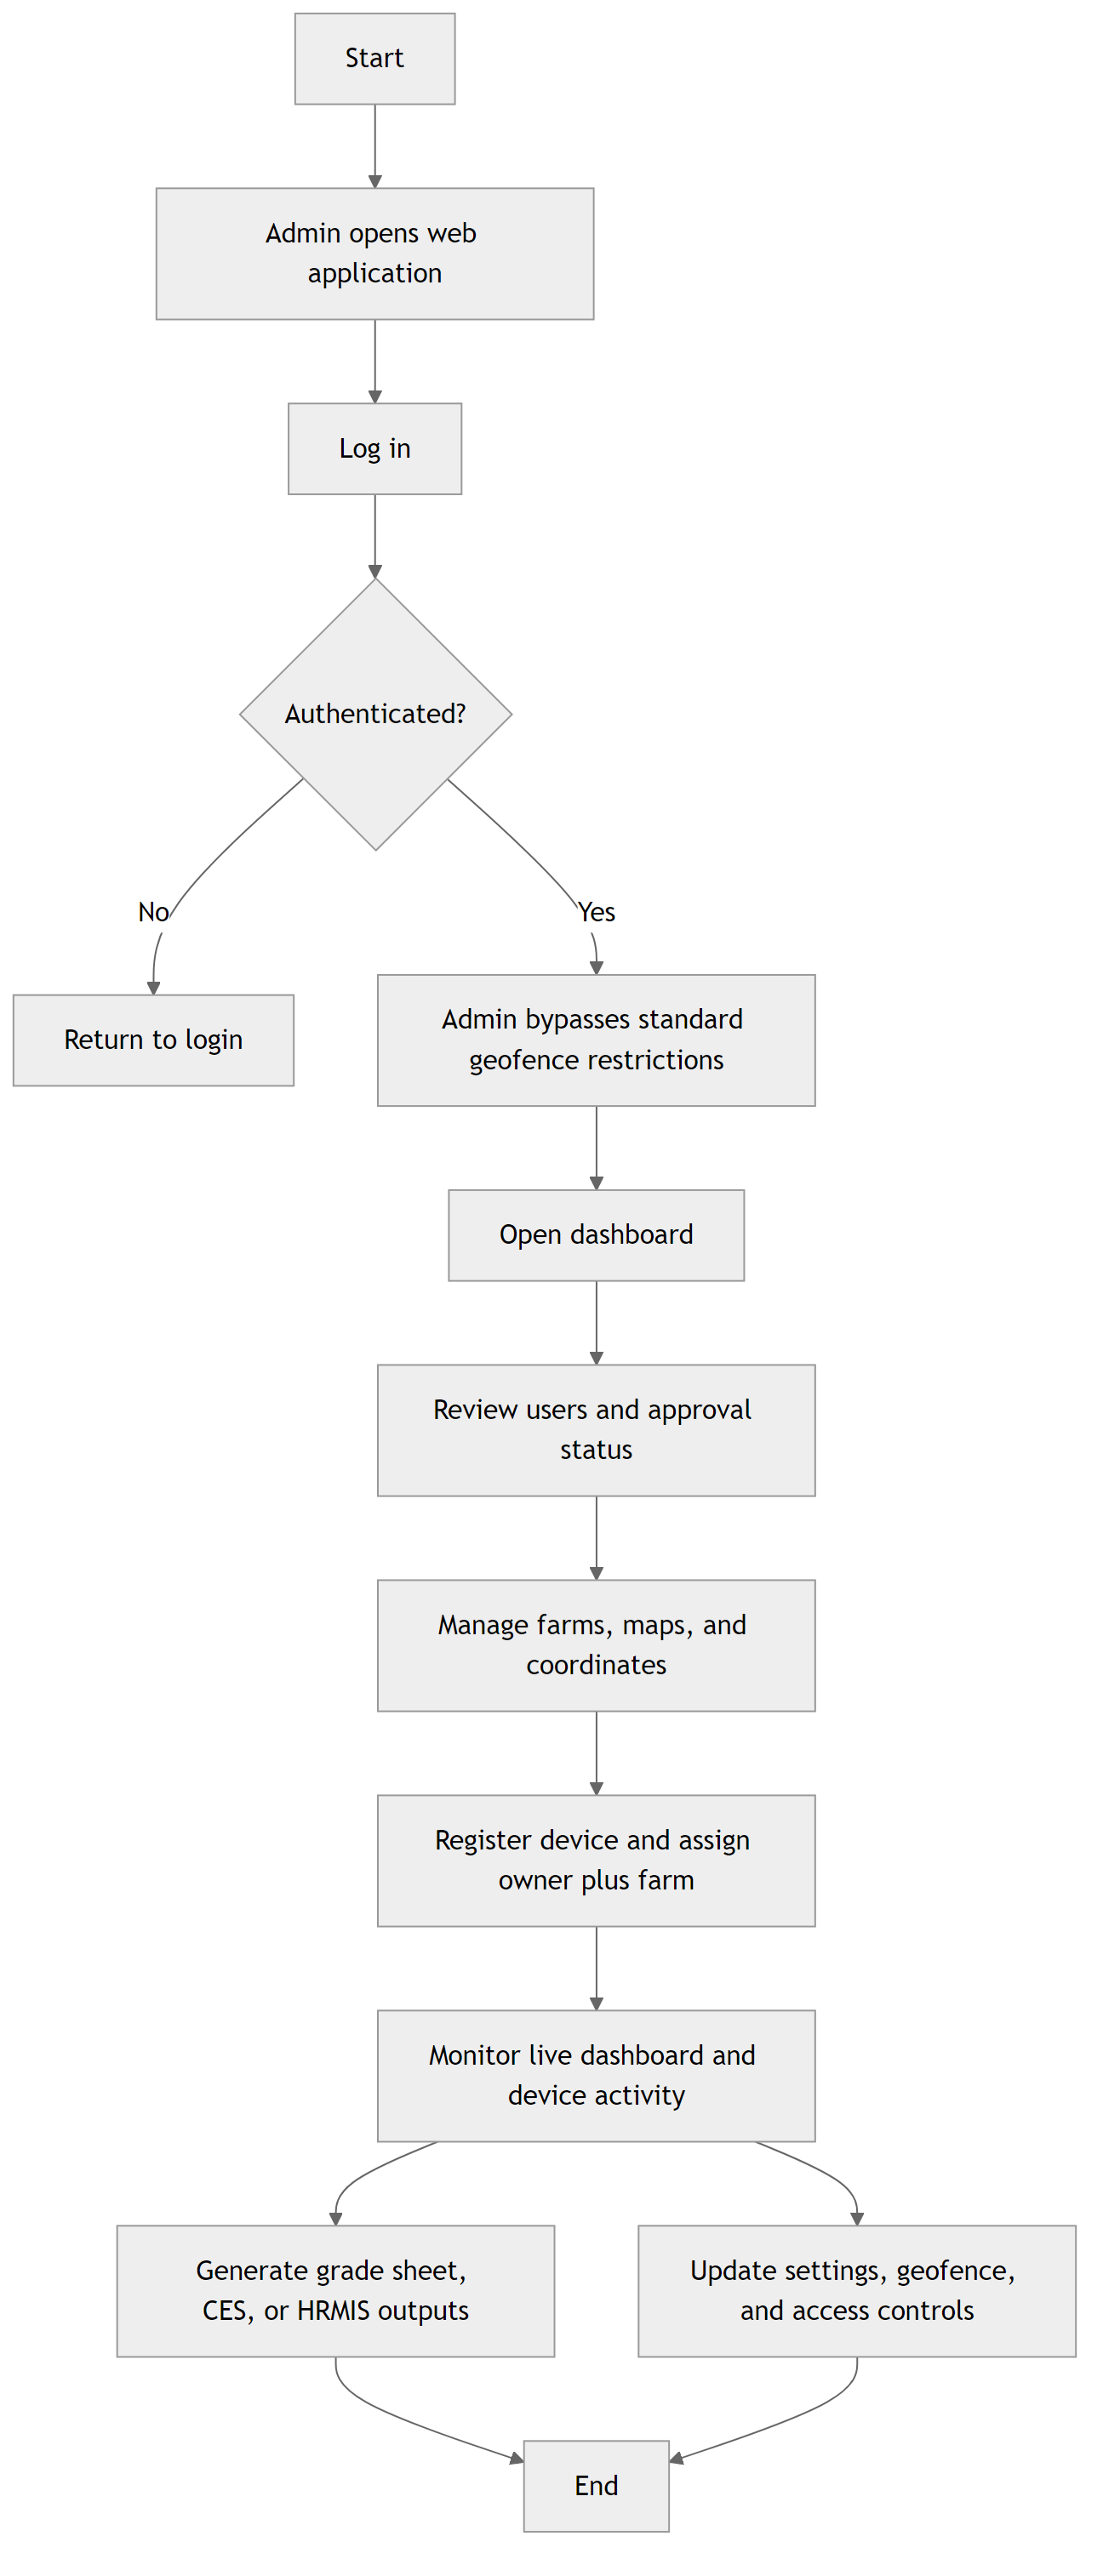 Start
Admin opens web
application
Log in
Authenticated?
No
Yes
Return to login
Admin bypasses standard
geofence restrictions
Open dashboard
Review users and approval
status
Manage farms, maps, and
coordinates
Register device and assign
owner plus farm
Monitor live dashboard and
device activity
Generate grade sheet,
CES, or HRMIS outputs
Update settings, geofence,
and access controls
End